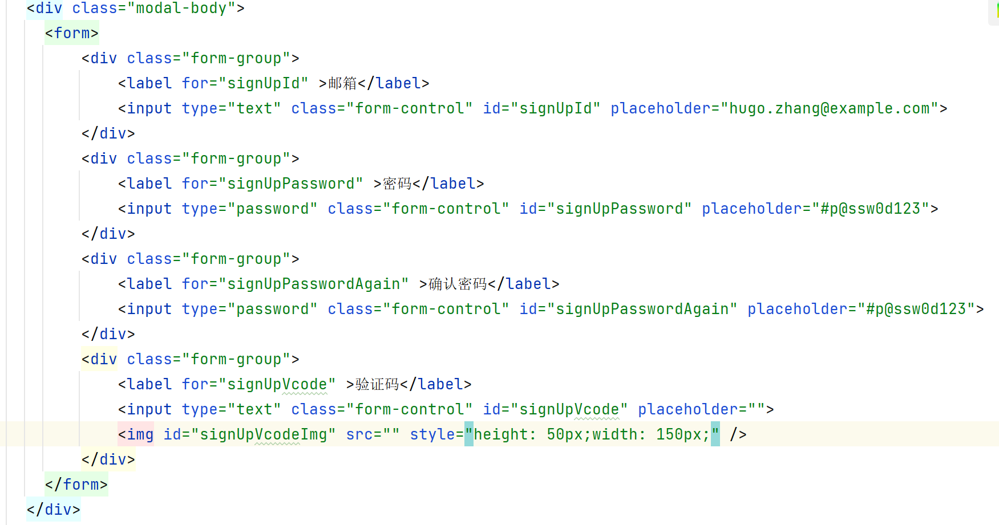 <div class="modal-body">
<form>
<div class="form-group">
<label for="signUpId" >邮箱</label>
<input type="text" class="form-control" id="signUpId" placeholder="hugo.zhang@example.com">
</div>
<div class="form-group">
<label for="signUpPassword" >密码</label>
<input type="password" class="form-control" id="signUpPassword" placeholder="#p@ssw0d123">
</div>
<div class="form-group">
<label for="signUpPasswordAgain" >确认密码</label>
<input type="password" class="form-control" id="signUpPasswordAgain" placeholder="#p@ssw0d123">
</div>
<div class="form-group">
<label for="signUpVcode" >验证码</label>
<input type="text" class="form-control" id="signUpVcode" placeholder="">
<img id="signUpVcodeImg" src="" style="height: 50px;width: 150px;" />
</div>
</form>
</div>